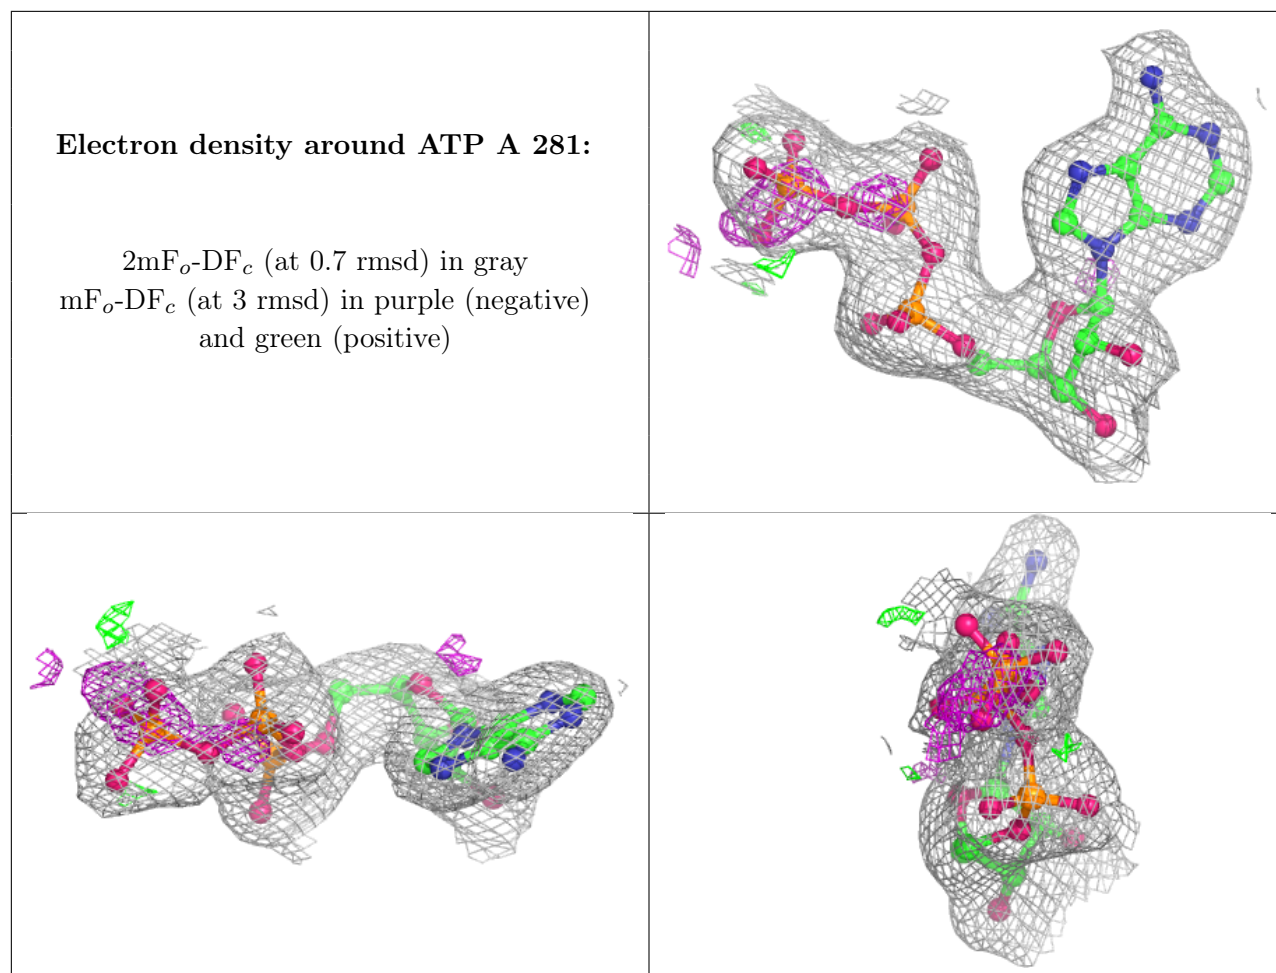 Electron density around ATP A 281:
2mFo-DFc (at 0.7 rmsd) in gray
mFo-DFc (at 3 rmsd) in purple (negative)
and green (positive)